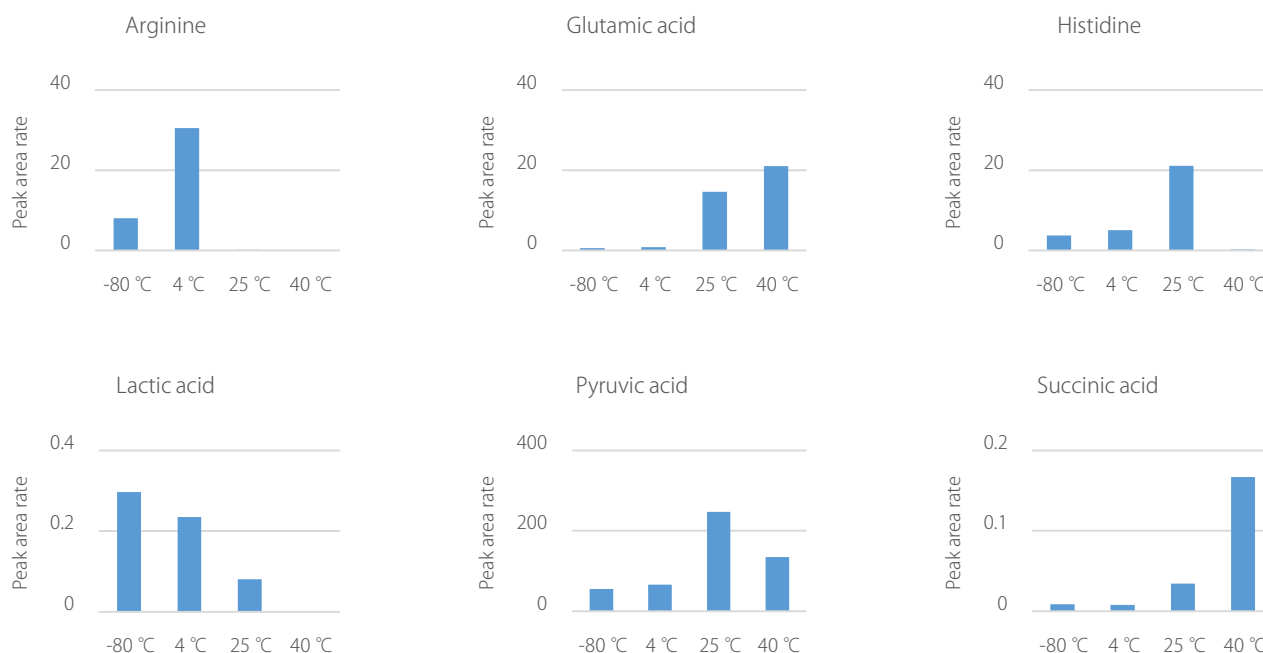 Arginine
40
20
0
Peak area rate
-80 ℃ 4 ℃ 25 ℃ 40 ℃
Glutamic acid
40
20
0
Peak area rate
-80 ℃ 4 ℃ 25 ℃ 40 ℃
Histidine
40
20
0
Peak area rate
-80 ℃ 4 ℃ 25 ℃ 40 ℃
Lactic acid
0.4
0.2
0
Peak area rate
-80 ℃ 4 ℃ 25 ℃ 40 ℃
Pyruvic acid
400
200
0
Peak area rate
-80 ℃ 4 ℃ 25 ℃ 40 ℃
Succinic acid
0.2
0.1
0
Peak area rate
-80 ℃ 4 ℃ 25 ℃ 40 ℃